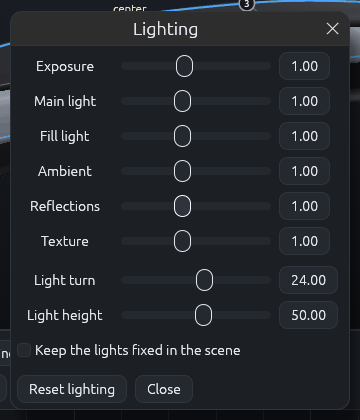 center
3
Lighting
Exposure 1.00
Main light 1.00
Fill light 1.00
Ambient 1.00
Reflections 1.00
Texture 1.00
Light turn 24.00
Light height 50.00
Keep the lights fixed in the scene
Reset lighting Close